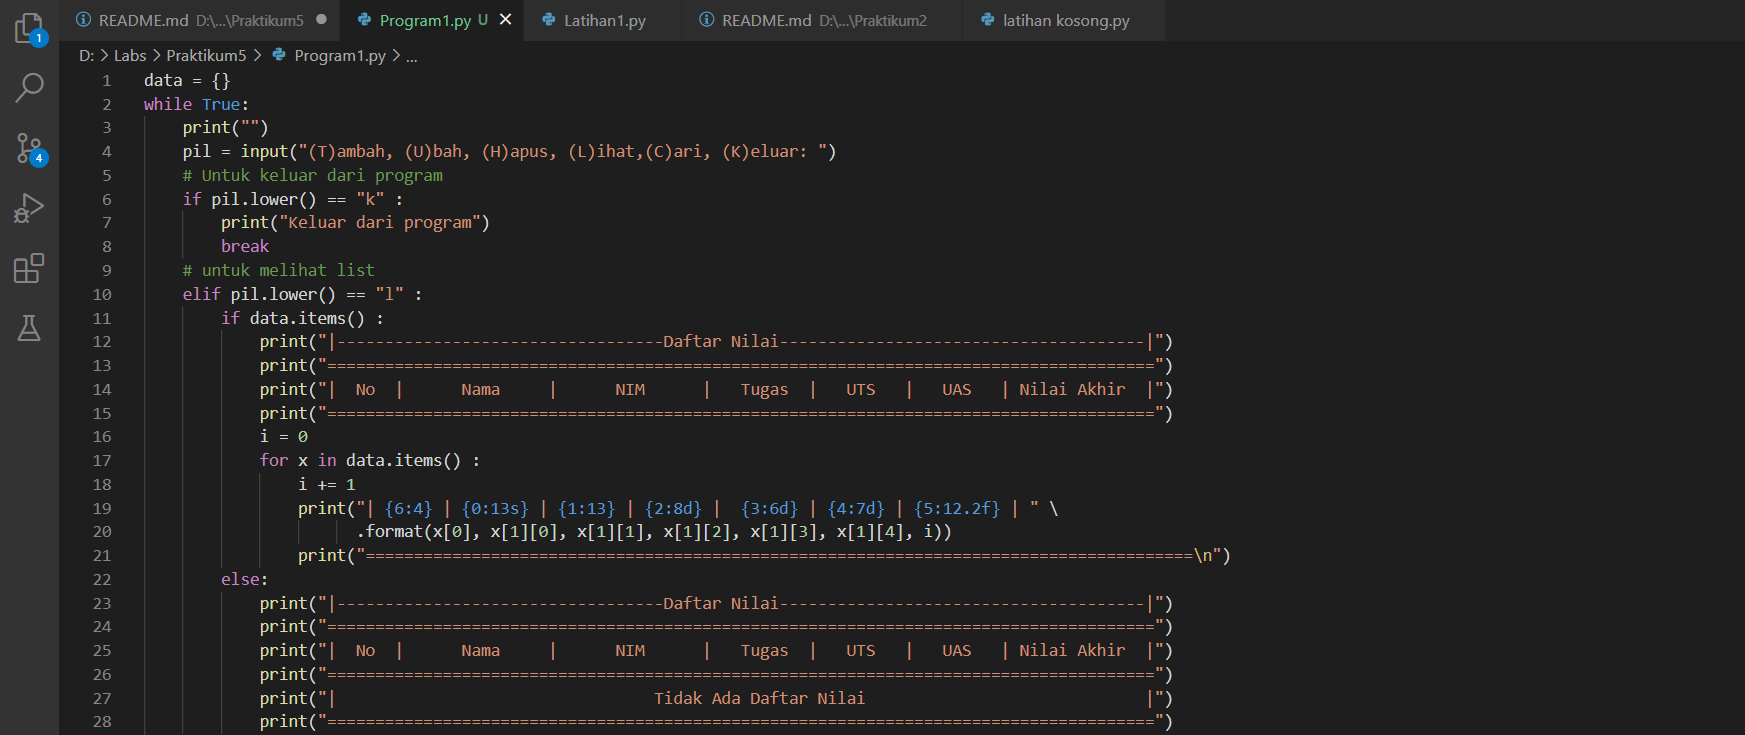 README.md D:\...\Praktikum5 ● Program1.py U × Latihan1.py README.md D:\...\Praktikum2 latihan kosong.py
D: > Labs > Praktikum5 > Program1.py > ...
1
4
1 data = {}
2 while True:
3     print("")
4     pil = input("(T)ambah, (U)bah, (H)apus, (L)ihat,(C)ari, (K)eluar: ")
5     # Untuk keluar dari program
6     if pil.lower() == "k" :
7         print("Keluar dari program")
8         break
9     # untuk melihat list
10     elif pil.lower() == "l" :
11         if data.items() :
12             print("|----------------------------------Daftar Nilai--------------------------------------|")
13             print("======================================================================================")
14             print("|  No  |      Nama     |      NIM      |   Tugas  |   UTS   |   UAS   | Nilai Akhir  |")
15             print("======================================================================================")
16             i = 0
17             for x in data.items() :
18                 i += 1
19                 print("| {6:4} | {0:13s} | {1:13} | {2:8d} |  {3:6d} | {4:7d} | {5:12.2f} | " \
20                       .format(x[0], x[1][0], x[1][1], x[1][2], x[1][3], x[1][4], i))
21                 print("======================================================================================\n")
22         else:
23             print("|----------------------------------Daftar Nilai--------------------------------------|")
24             print("======================================================================================")
25             print("|  No  |      Nama     |      NIM      |   Tugas  |   UTS   |   UAS   | Nilai Akhir  |")
26             print("======================================================================================")
27             print("|                                 Tidak Ada Daftar Nilai                             |")
28             print("======================================================================================")